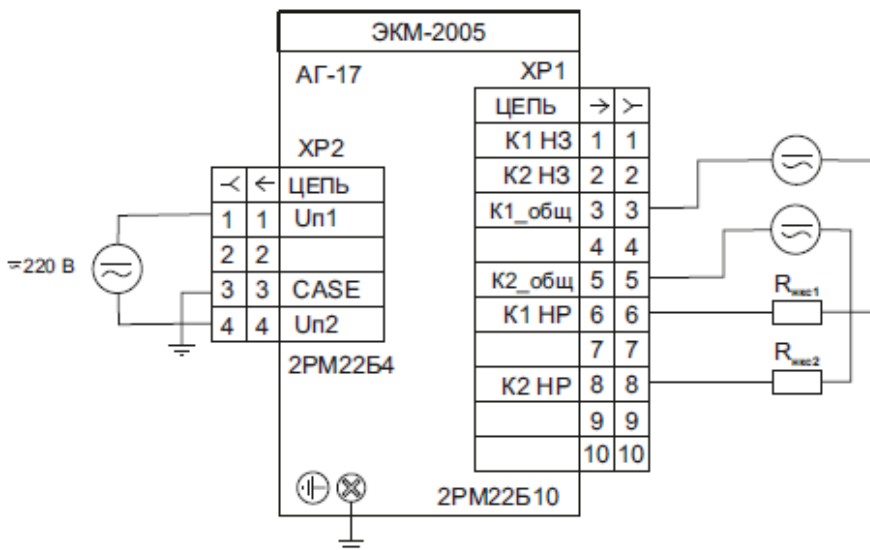 ЭКМ-2005
АГ-17
XP1
ЦЕПЬ
К1 НЗ 1 1
К2 НЗ 2 2
К1_общ 3 3
4 4
К2_общ 5 5
К1 НР 6 6
7 7
К2 НР 8 8
9 9
10 10
2РМ22Б10
XP2
ЦЕПЬ
1 1 Uп1
2 2
3 3 CASE
4 4 Uп2
2РМ22Б4
≂220 В
Rнкс1
Rнкс2